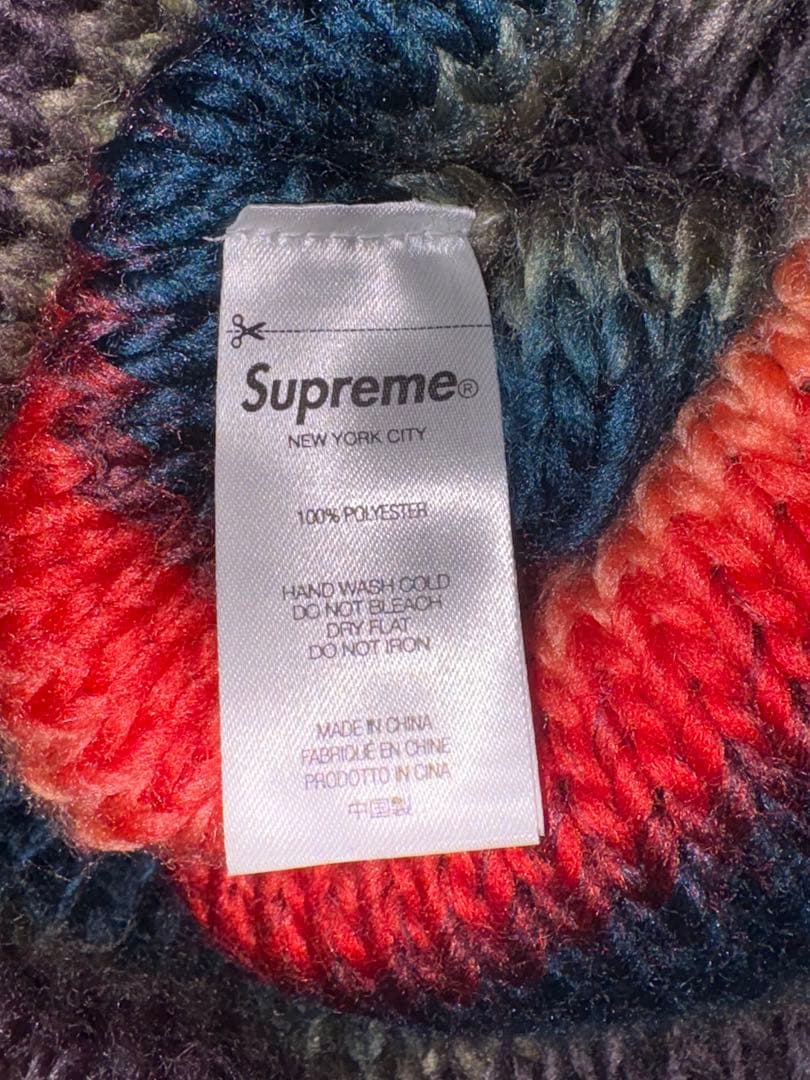 Supreme®
NEW YORK CITY
100% POLYESTER
HAND WASH COLD
DO NOT BLEACH
DRY FLAT
DO NOT IRON
MADE IN CHINA
FABRIQUÉ EN CHINE
PRODOTTO IN CINA
中国製